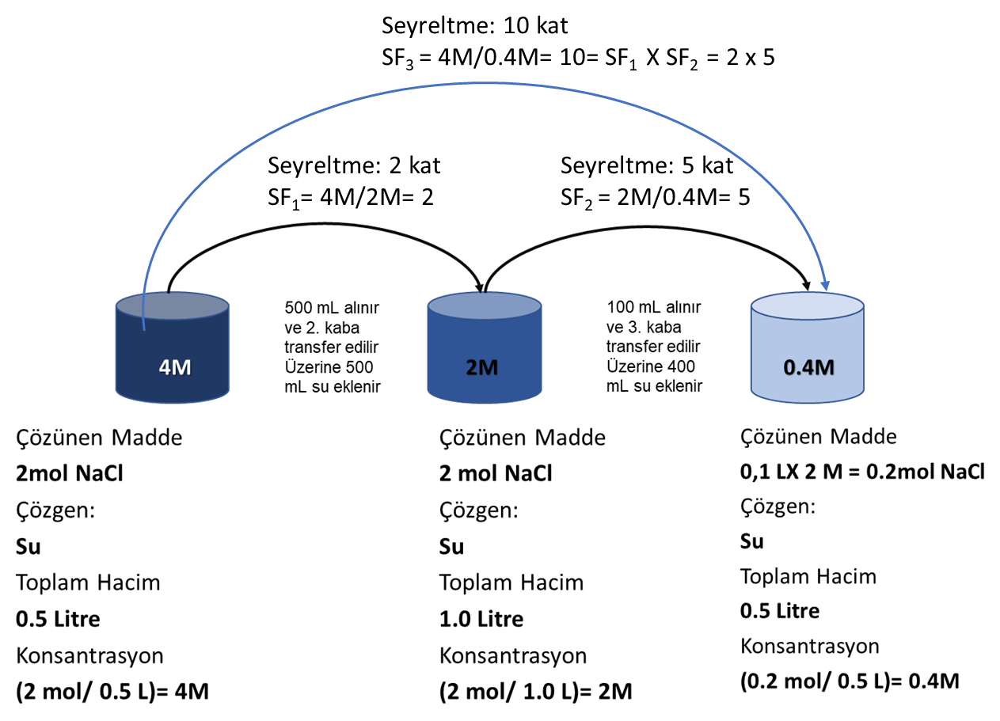 Seyreltme: 10 kat
SF₃ = 4M/0.4M= 10= SF₁ X SF₂ = 2 x 5
Seyreltme: 2 kat
SF₁= 4M/2M= 2
Seyreltme: 5 kat
SF₂ = 2M/0.4M= 5
4M
500 mL alınır
ve 2. kaba
transfer edilir
Üzerine 500
mL su eklenir
2M
100 mL alınır
ve 3. kaba
transfer edilir
Üzerine 400
mL su eklenir
0.4M
Çözünen Madde
2mol NaCl
Çözgen:
Su
Toplam Hacim
0.5 Litre
Konsantrasyon
(2 mol/ 0.5 L)= 4M
Çözünen Madde
2 mol NaCl
Çözgen:
Su
Toplam Hacim
1.0 Litre
Konsantrasyon
(2 mol/ 1.0 L)= 2M
Çözünen Madde
0,1 LX 2 M = 0.2mol NaCl
Çözgen:
Su
Toplam Hacim
0.5 Litre
Konsantrasyon
(0.2 mol/ 0.5 L)= 0.4M